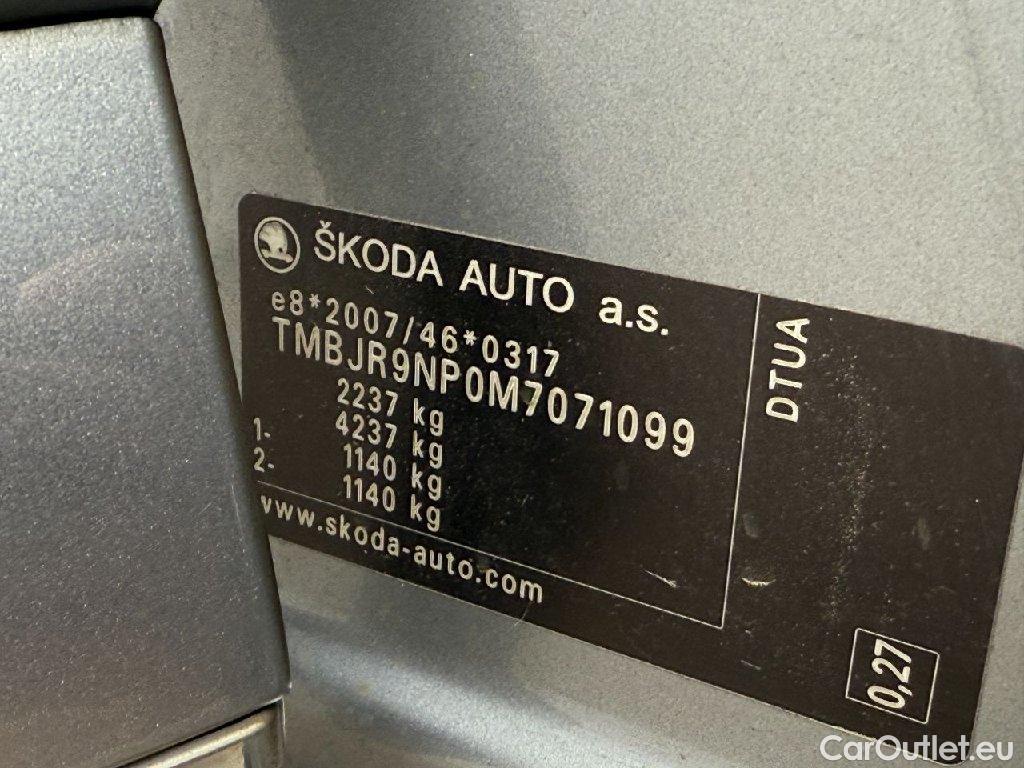 ŠKODA AUTO a.s.
e8*2007/46*0317
TMBJR9NP0M7071099
2237 kg
4237 kg
1- 1140 kg
2- 1140 kg
www.skoda-auto.com
DTUA
0,27
CarOutlet.eu